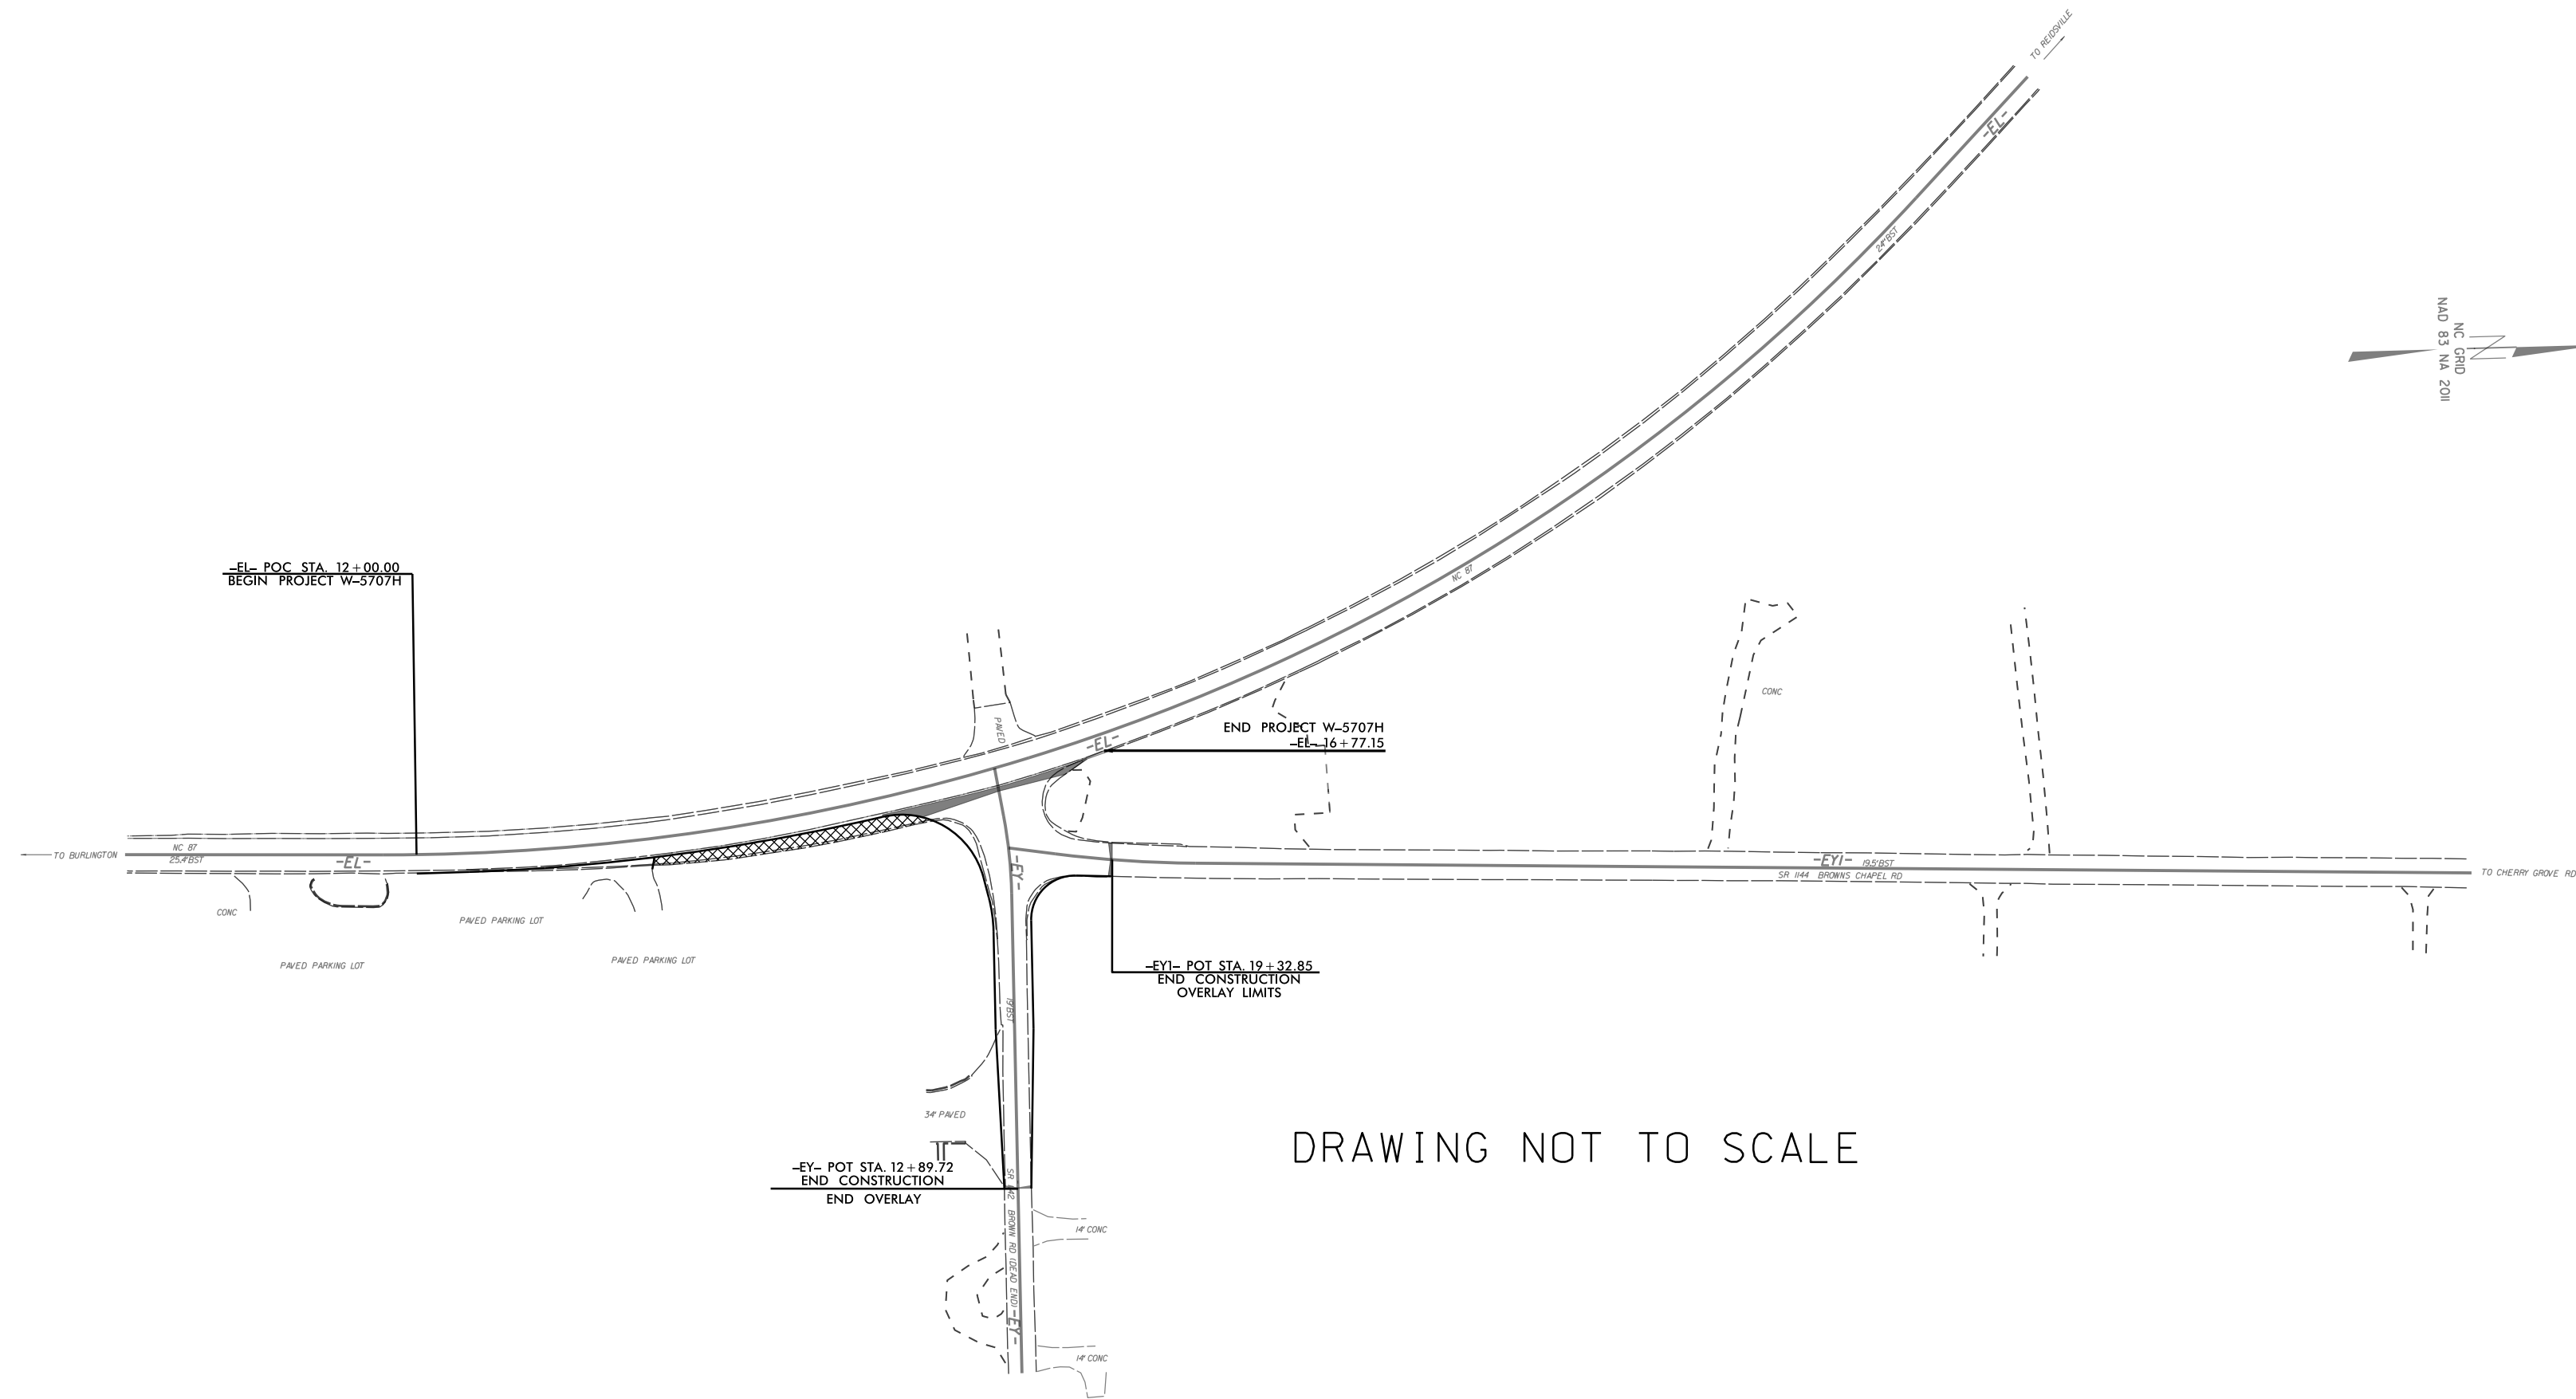 TO REIDSVILLE
-EL-
24' BST
NC GRID
NAD 83 NA 2011
-EL- POC STA. 12+00.00
BEGIN PROJECT W-5707H
NC 87
CONC
PAVED
END PROJECT W-5707H
-EL- 16+77.15
-EL-
TO BURLINGTON
NC 87
25.4' BST
-EL-
-EY-
-EY1-
19.5' BST
SR 1144 BROWNS CHAPEL RD
TO CHERRY GROVE RD
CONC
PAVED PARKING LOT
PAVED PARKING LOT
PAVED PARKING LOT
-EY1- POT STA. 19+32.85
END CONSTRUCTION
OVERLAY LIMITS
19' BST
34' PAVED
DRAWING NOT TO SCALE
-EY- POT STA. 12+89.72
END CONSTRUCTION
END OVERLAY
SR BROWN RD (DEAD END)
-EY-
14' CONC
14' CONC